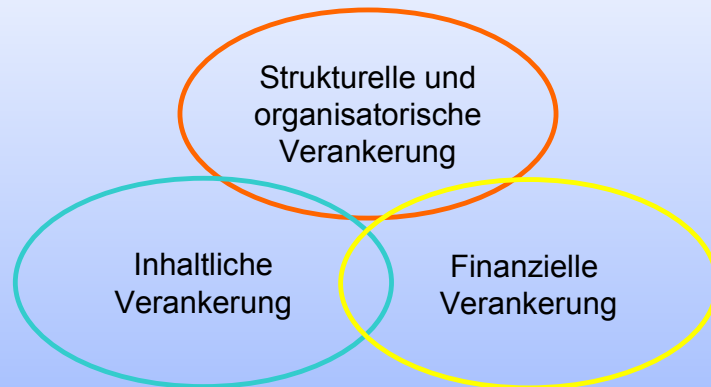 Strukturelle und
organisatorische
Verankerung
Inhaltliche
Verankerung
Finanzielle
Verankerung